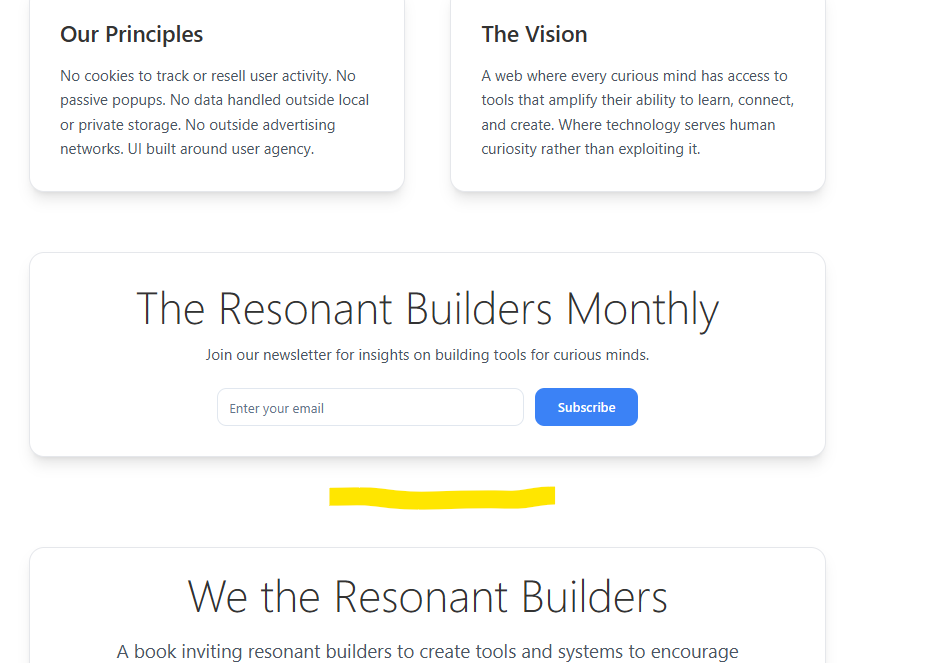 Our Principles
No cookies to track or resell user activity. No
passive popups. No data handled outside local
or private storage. No outside advertising
networks. UI built around user agency.
The Vision
A web where every curious mind has access to
tools that amplify their ability to learn, connect,
and create. Where technology serves human
curiosity rather than exploiting it.
The Resonant Builders Monthly
Join our newsletter for insights on building tools for curious minds.
Enter your email
Subscribe
We the Resonant Builders
A book inviting resonant builders to create tools and systems to encourage